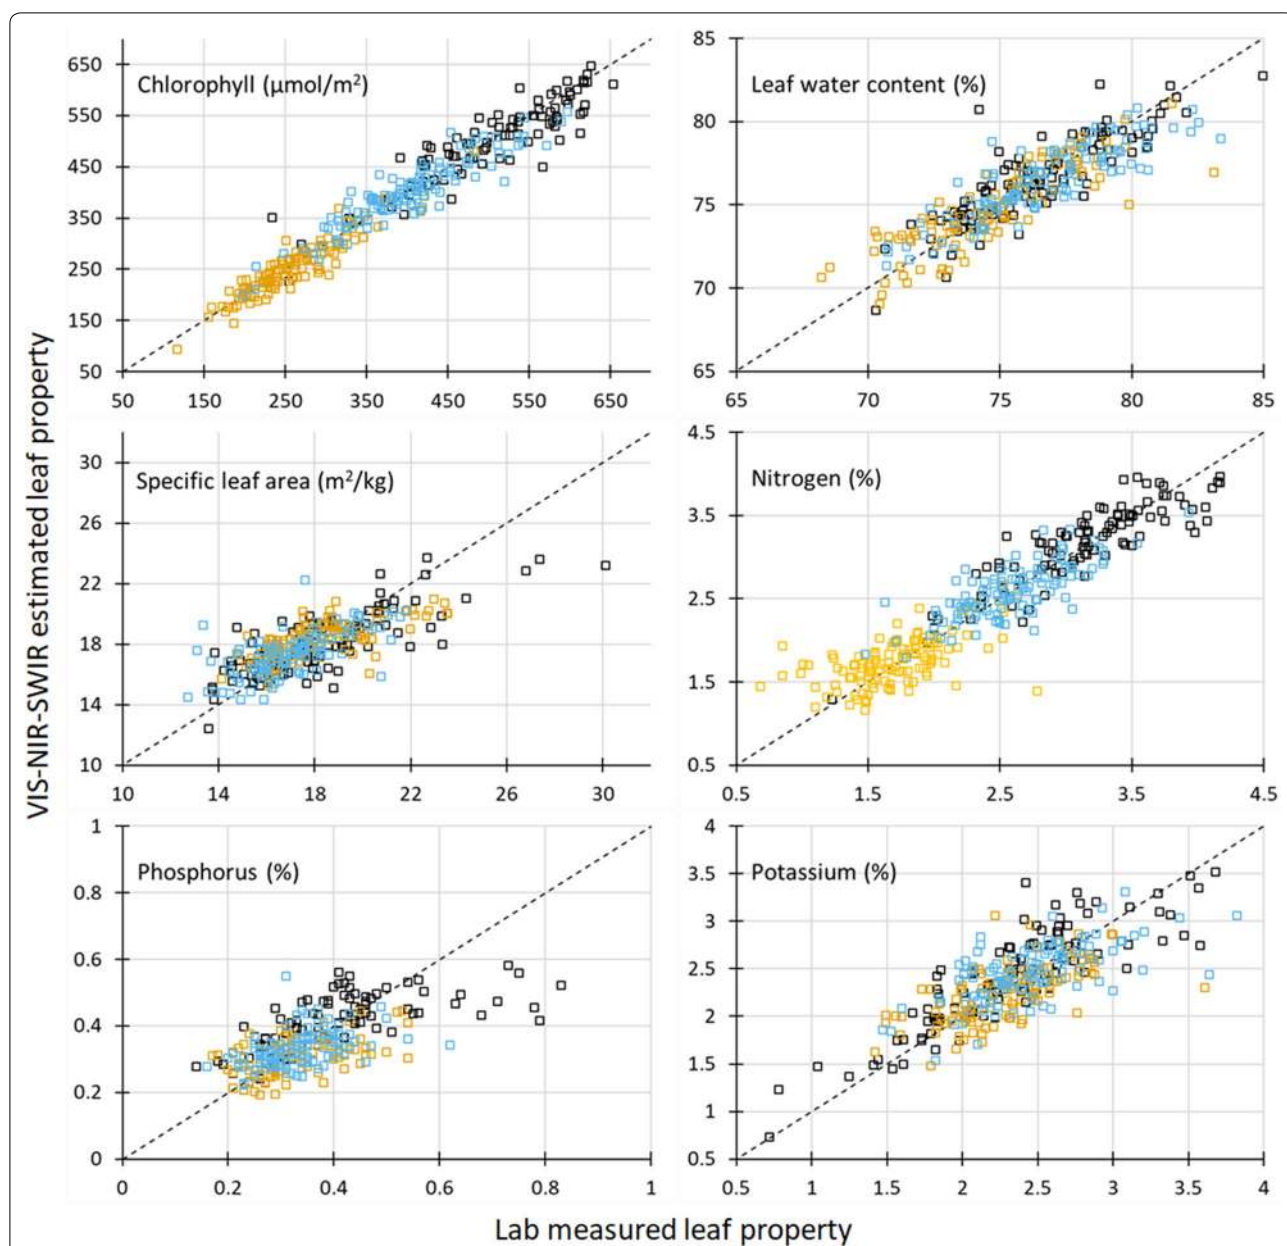 VIS-NIR-SWIR estimated leaf property
Chlorophyll (µmol/m²)
650
550
450
350
250
150
50
50 150 250 350 450 550 650
Leaf water content (%)
85
80
75
70
65
65 70 75 80 85
Specific leaf area (m²/kg)
30
26
22
18
14
10
10 14 18 22 26 30
Nitrogen (%)
4.5
3.5
2.5
1.5
0.5
0.5 1.5 2.5 3.5 4.5
Phosphorus (%)
1
0.8
0.6
0.4
0.2
0
0 0.2 0.4 0.6 0.8 1
Potassium (%)
4
3.5
3
2.5
2
1.5
1
0.5
0.5 1 1.5 2 2.5 3 3.5 4
Lab measured leaf property